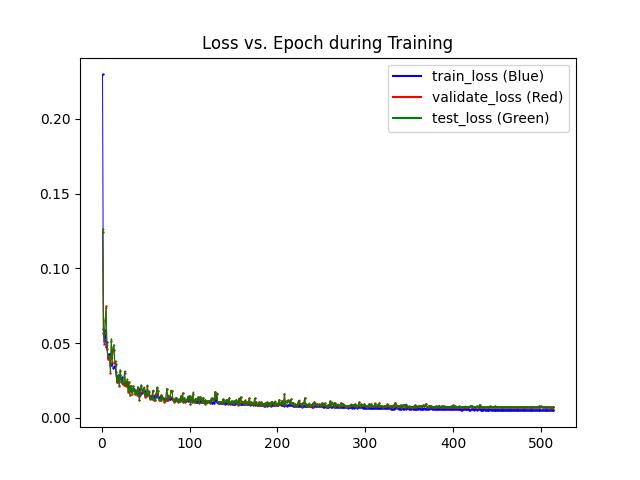 Loss vs. Epoch during Training
train_loss (Blue)
validate_loss (Red)
test_loss (Green)
0.20
0.15
0.10
0.05
0.00
0 100 200 300 400 500